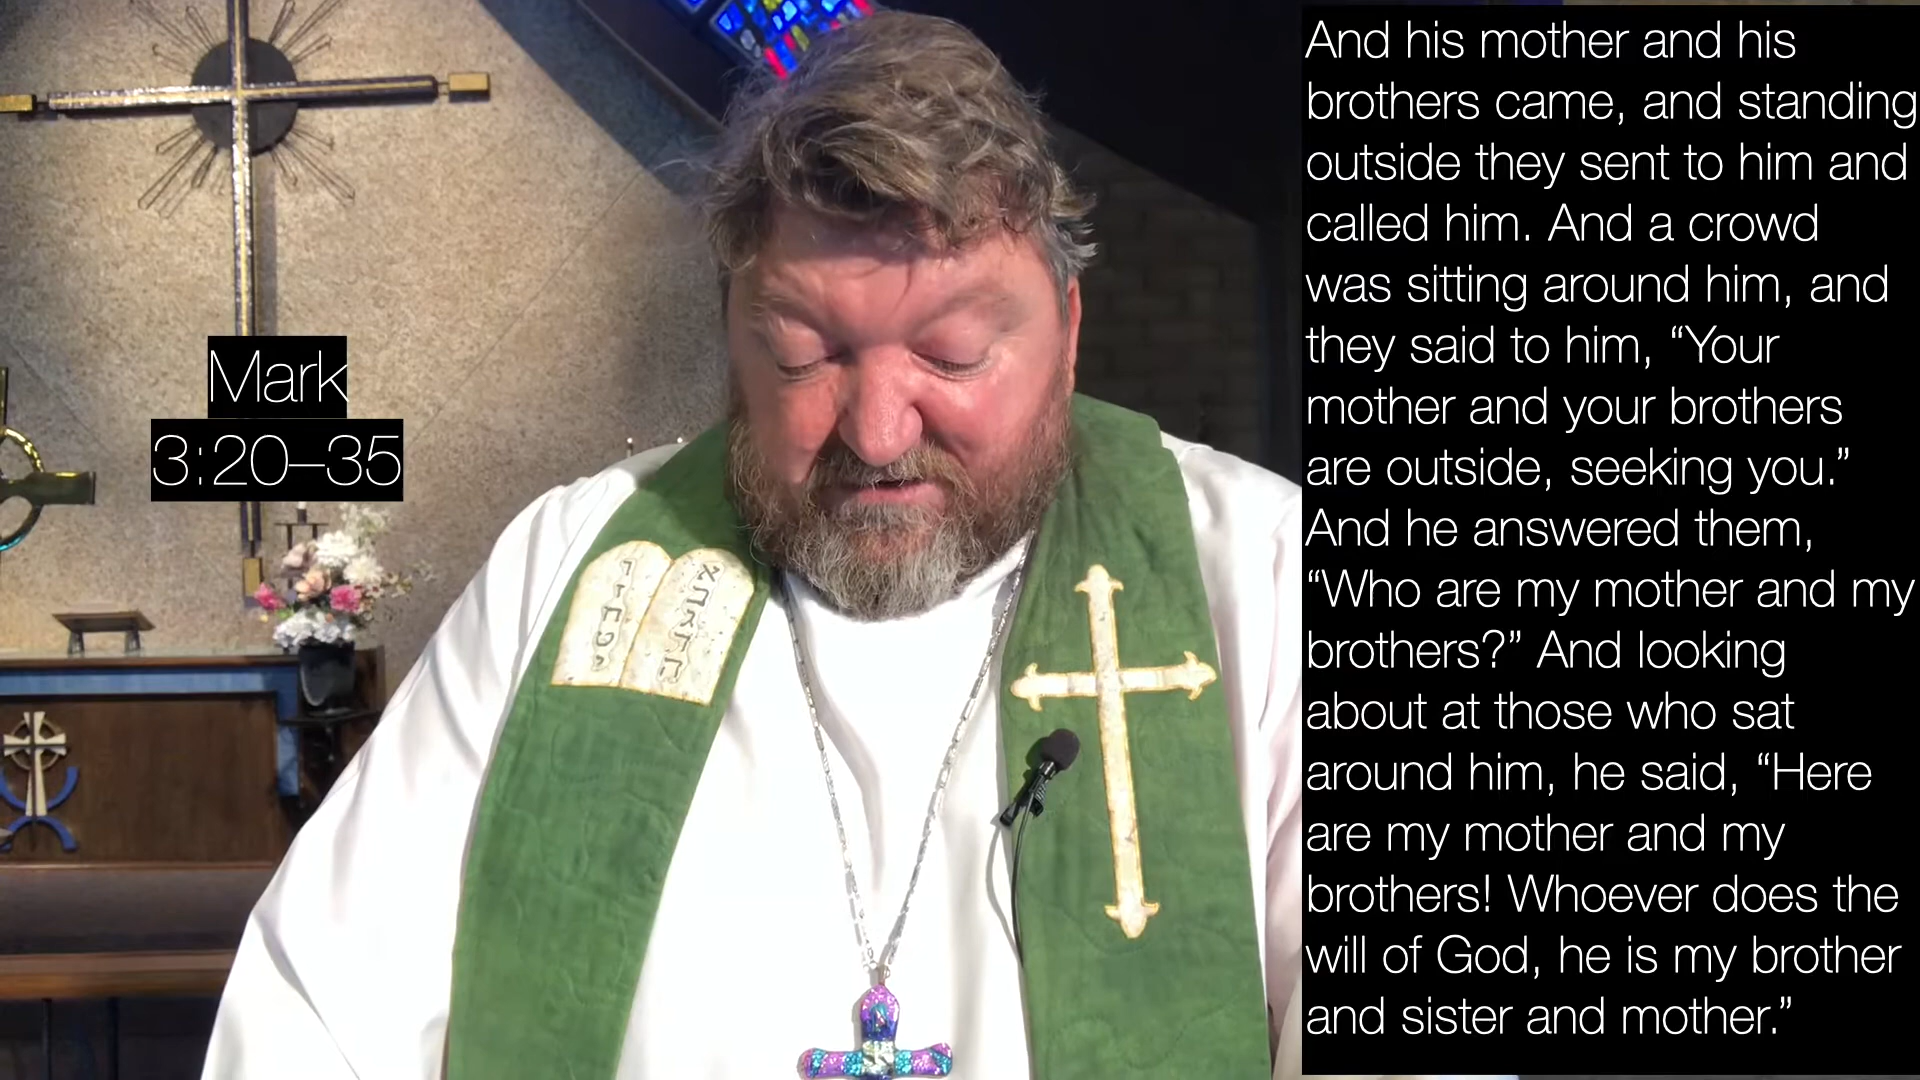 Mark
3:20–35
And his mother and his
brothers came, and standing
outside they sent to him and
called him. And a crowd
was sitting around him, and
they said to him, “Your
mother and your brothers
are outside, seeking you.”
And he answered them,
“Who are my mother and my
brothers?” And looking
about at those who sat
around him, he said, “Here
are my mother and my
brothers! Whoever does the
will of God, he is my brother
and sister and mother.”